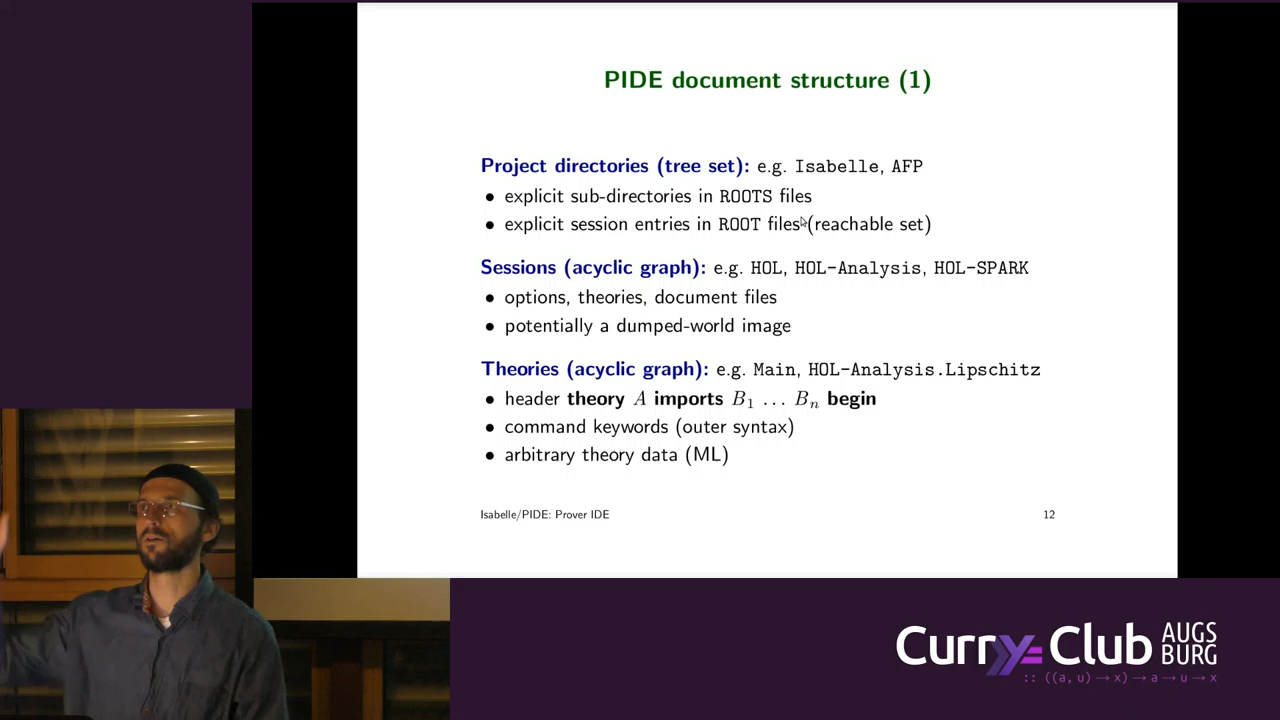 PIDE document structure (1)
Project directories (tree set): e.g. Isabelle, AFP
• explicit sub-directories in ROOTS files
• explicit session entries in ROOT files (reachable set)
Sessions (acyclic graph): e.g. HOL, HOL-Analysis, HOL-SPARK
• options, theories, document files
• potentially a dumped-world image
Theories (acyclic graph): e.g. Main, HOL-Analysis.Lipschitz
• header theory A imports B₁ … Bₙ begin
• command keywords (outer syntax)
• arbitrary theory data (ML)
Isabelle/PIDE: Prover IDE 12
Curry Club AUGS
BURG
:: ((a, u) → x) → a → u → x